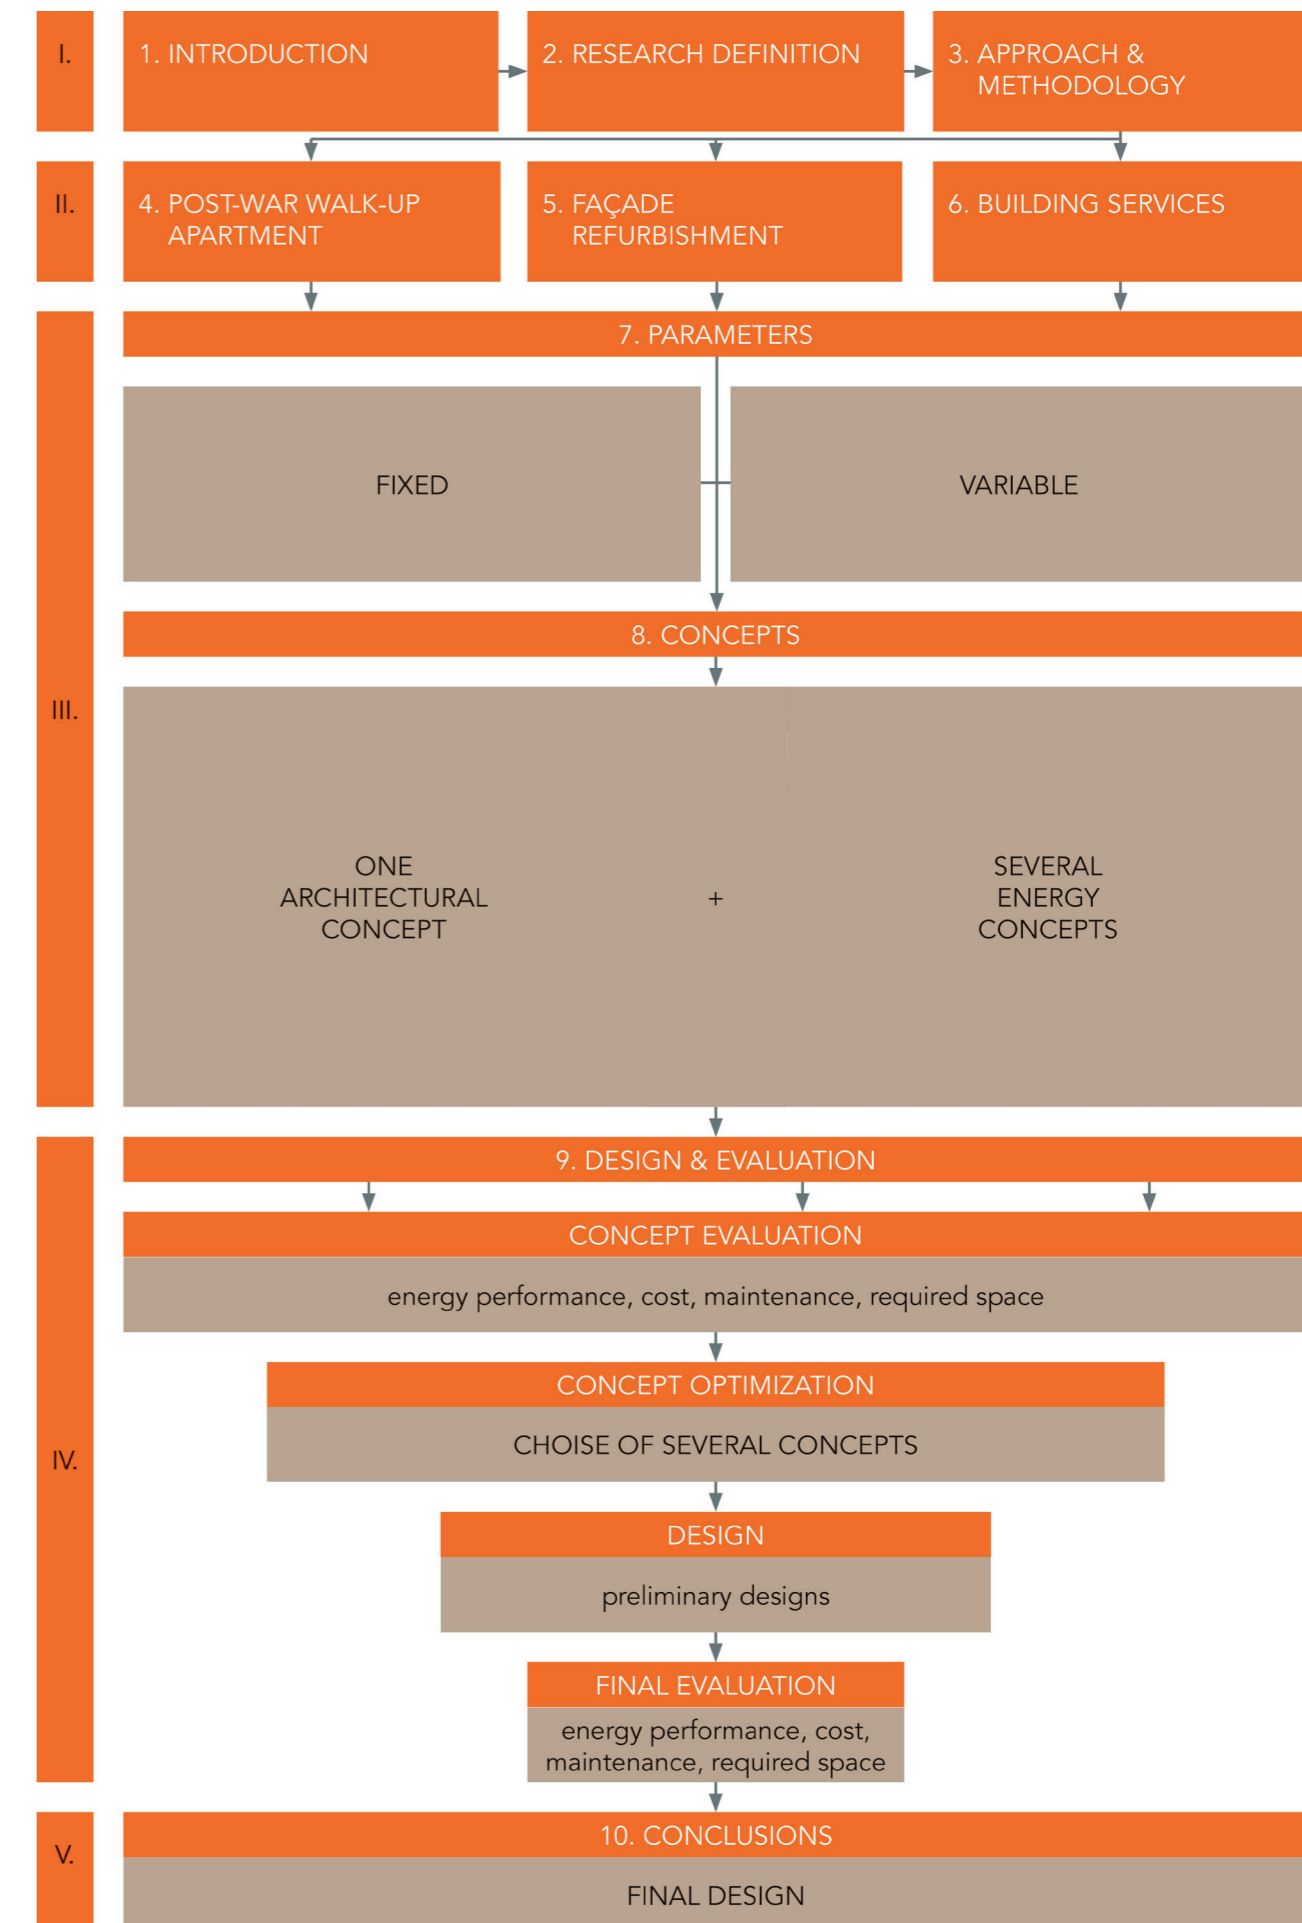 I.
1. INTRODUCTION
2. RESEARCH DEFINITION
3. APPROACH &
METHODOLOGY
II.
4. POST-WAR WALK-UP
APARTMENT
5. FAÇADE
REFURBISHMENT
6. BUILDING SERVICES
III.
7. PARAMETERS
FIXED
VARIABLE
8. CONCEPTS
ONE
ARCHITECTURAL
CONCEPT
+
SEVERAL
ENERGY
CONCEPTS
IV.
9. DESIGN & EVALUATION
CONCEPT EVALUATION
energy performance, cost, maintenance, required space
CONCEPT OPTIMIZATION
CHOISE OF SEVERAL CONCEPTS
DESIGN
preliminary designs
FINAL EVALUATION
energy performance, cost,
maintenance, required space
V.
10. CONCLUSIONS
FINAL DESIGN